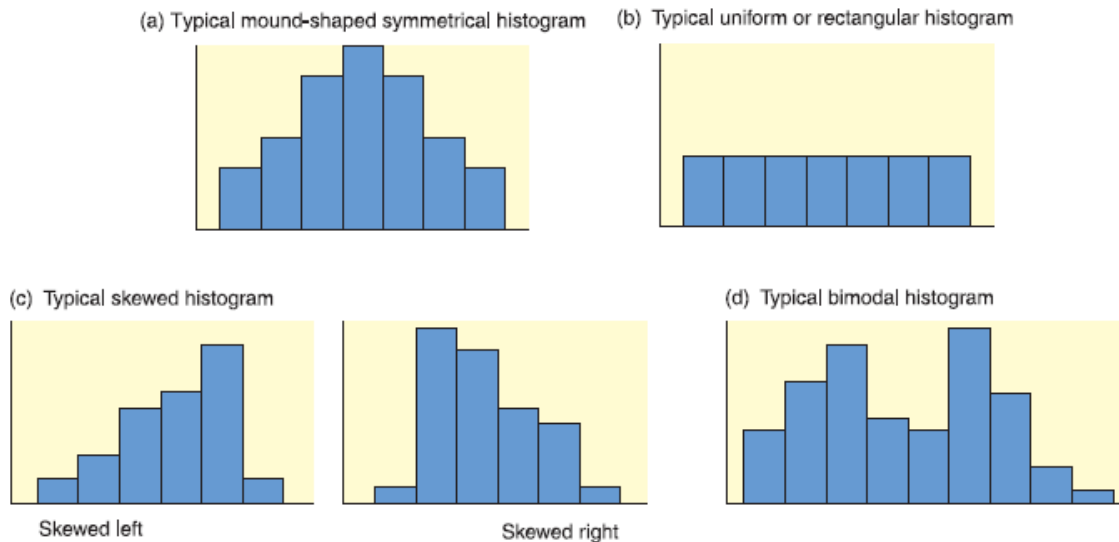 (a) Typical mound-shaped symmetrical histogram
(b) Typical uniform or rectangular histogram
(c) Typical skewed histogram
Skewed left
Skewed right
(d) Typical bimodal histogram